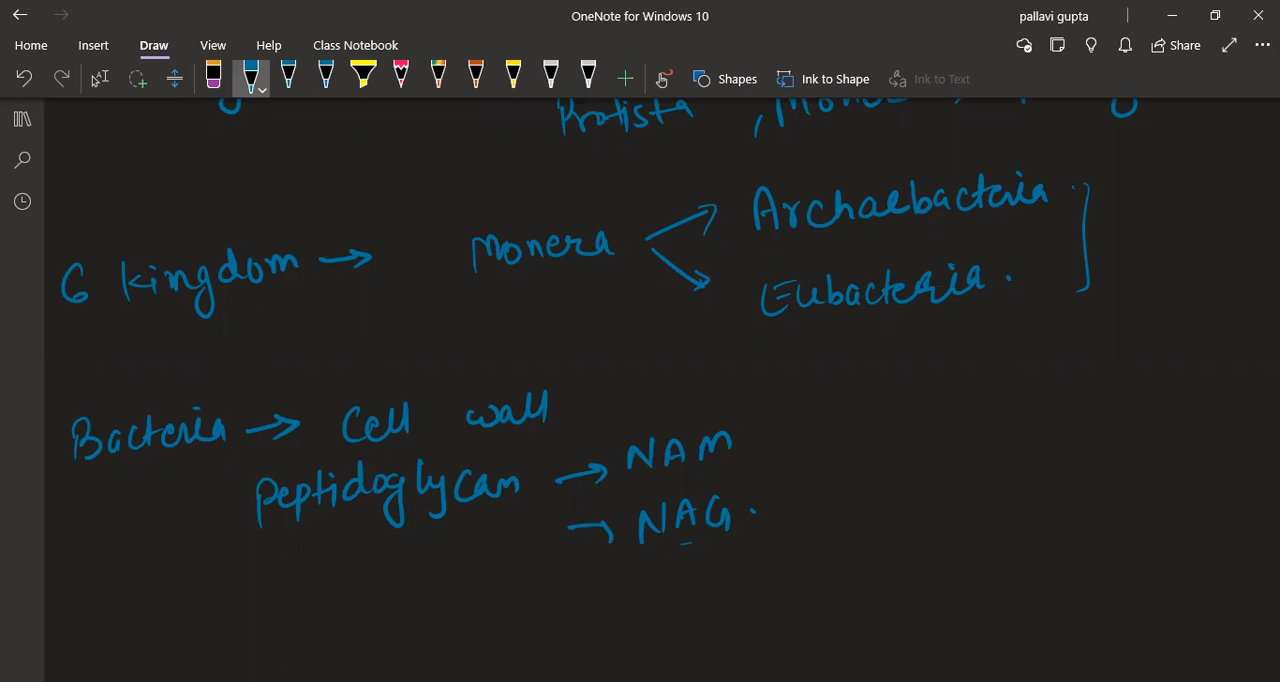 OneNote for Windows 10
pallavi gupta
Home Insert Draw View Help Class Notebook
Share
Shapes Ink to Shape Ink to Text
Protista , Monera
6 Kingdom → Monera → Archaebacteria
→ Eubacteria.
Bacteria → Cell wall
Peptidoglycan → NAM
→ NAG.